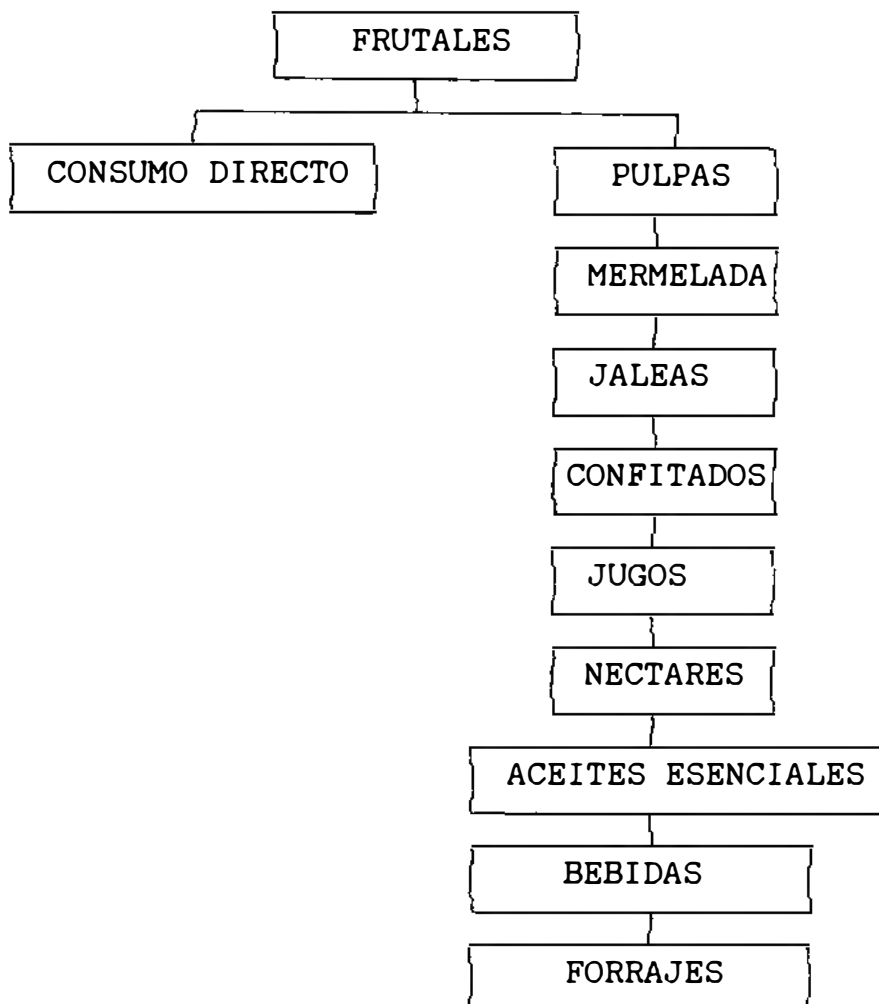 FRUTALES
CONSUMO DIRECTO
PULPAS
MERMELADA
JALEAS
CONFITADOS
JUGOS
NECTARES
ACEITES ESENCIALES
BEBIDAS
FORRAJES